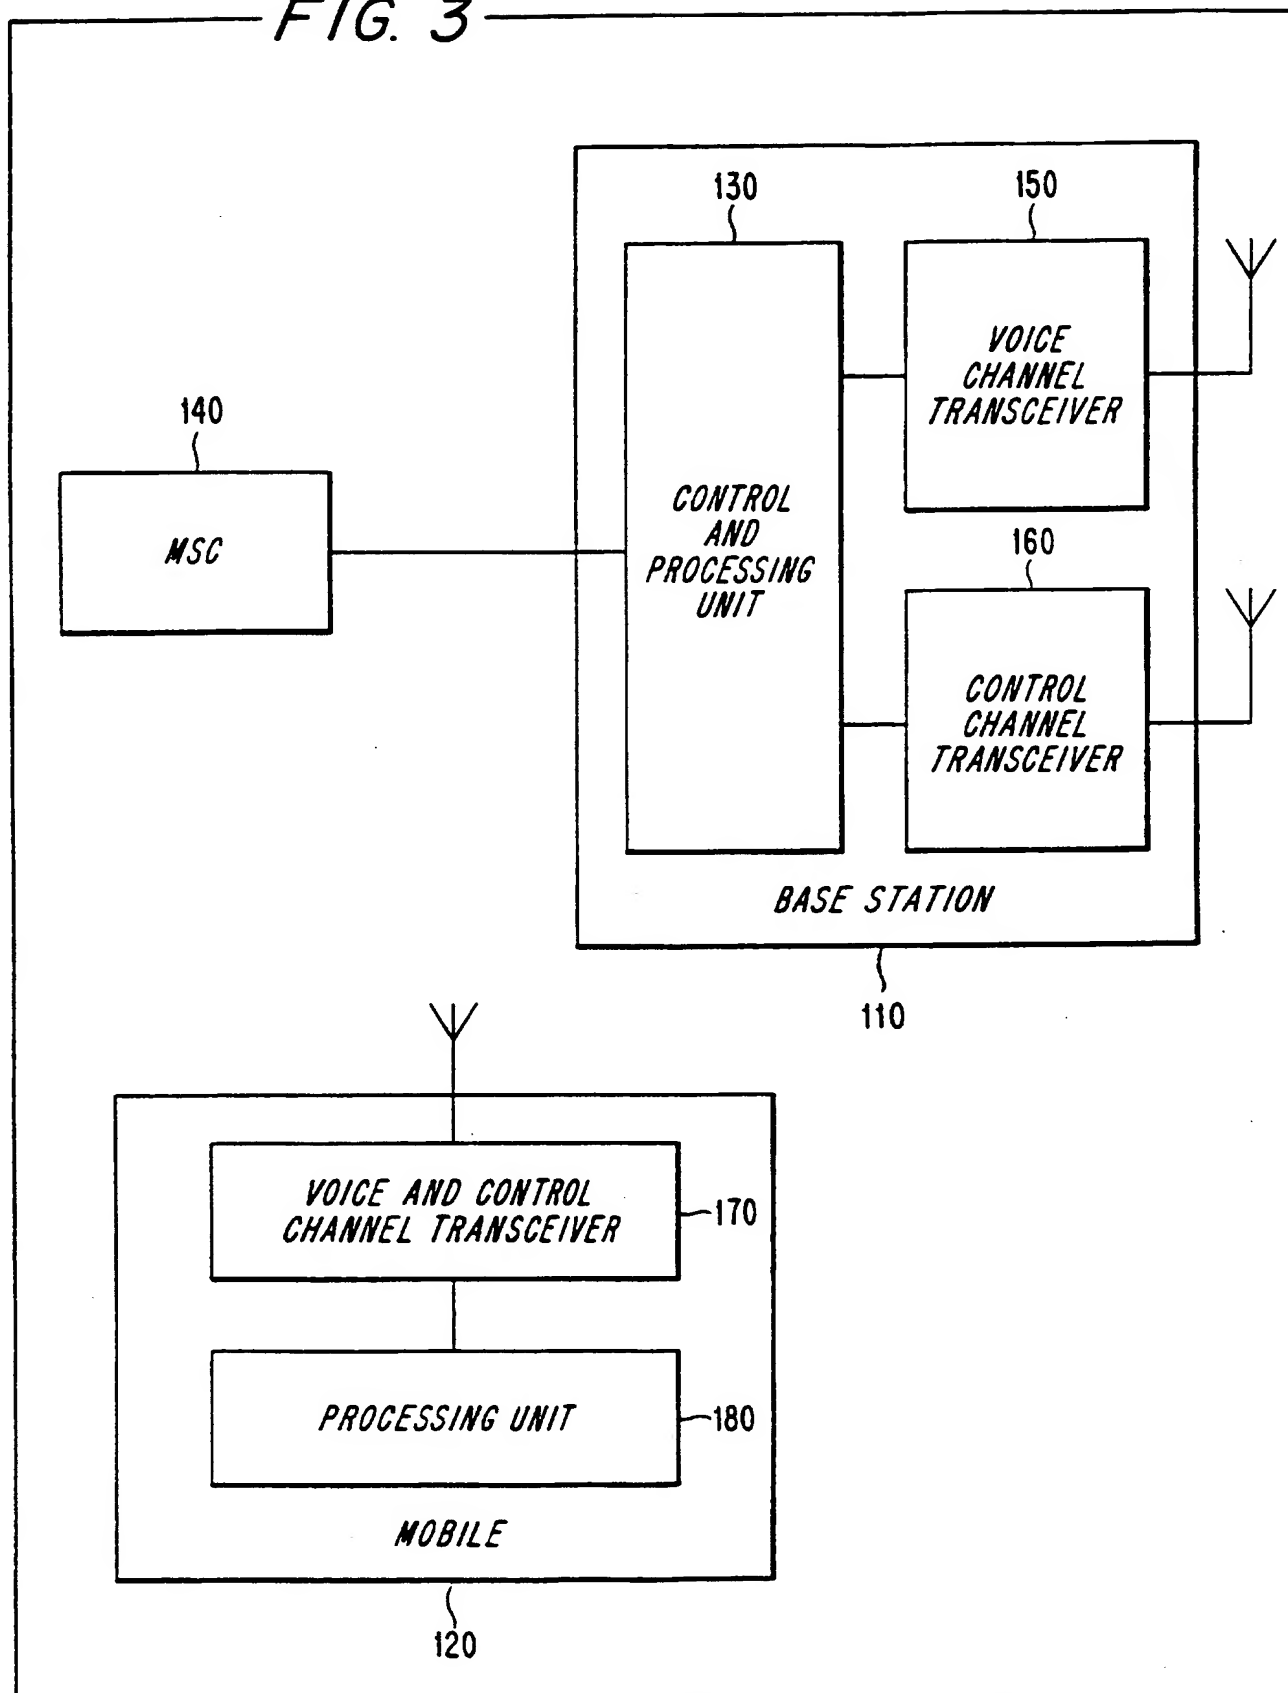 FIG. 3
130
150
VOICE
CHANNEL
TRANSCEIVER
140
MSC
CONTROL
AND
PROCESSING
UNIT
160
CONTROL
CHANNEL
TRANSCEIVER
BASE STATION
110
VOICE AND CONTROL
CHANNEL TRANSCEIVER
170
PROCESSING UNIT
180
MOBILE
120